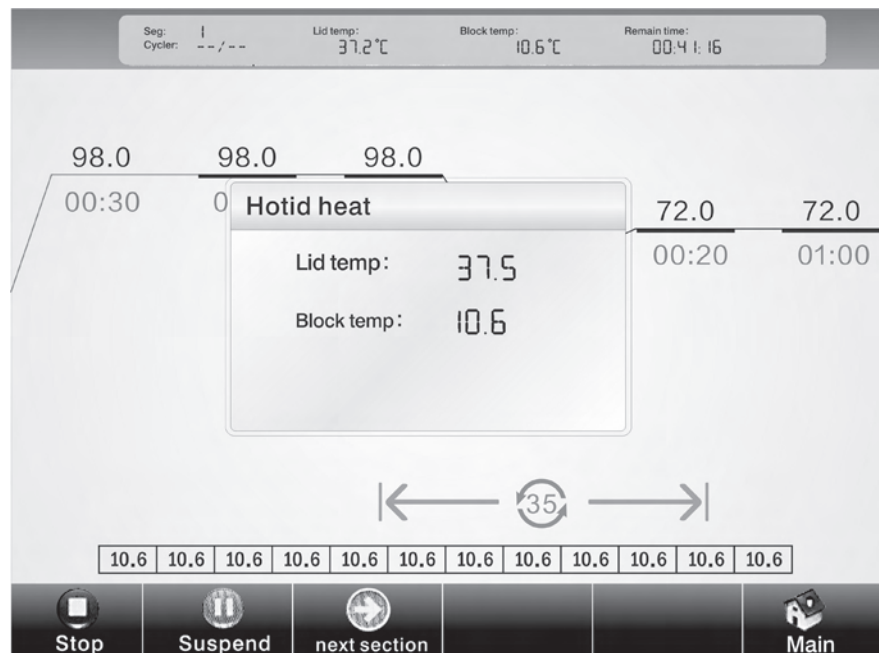 Seg: 1 Lid temp: Block temp: Remain time:
Cycler: --/-- 37.2℃ 10.6℃ 00:41:16
98.0 98.0 98.0
00:30 0
Hotid heat
72.0 72.0
00:20 01:00
Lid temp: 37.5
Block temp: 10.6
35
10.6 10.6 10.6 10.6 10.6 10.6 10.6 10.6 10.6 10.6 10.6 10.6
Stop Suspend next section Main